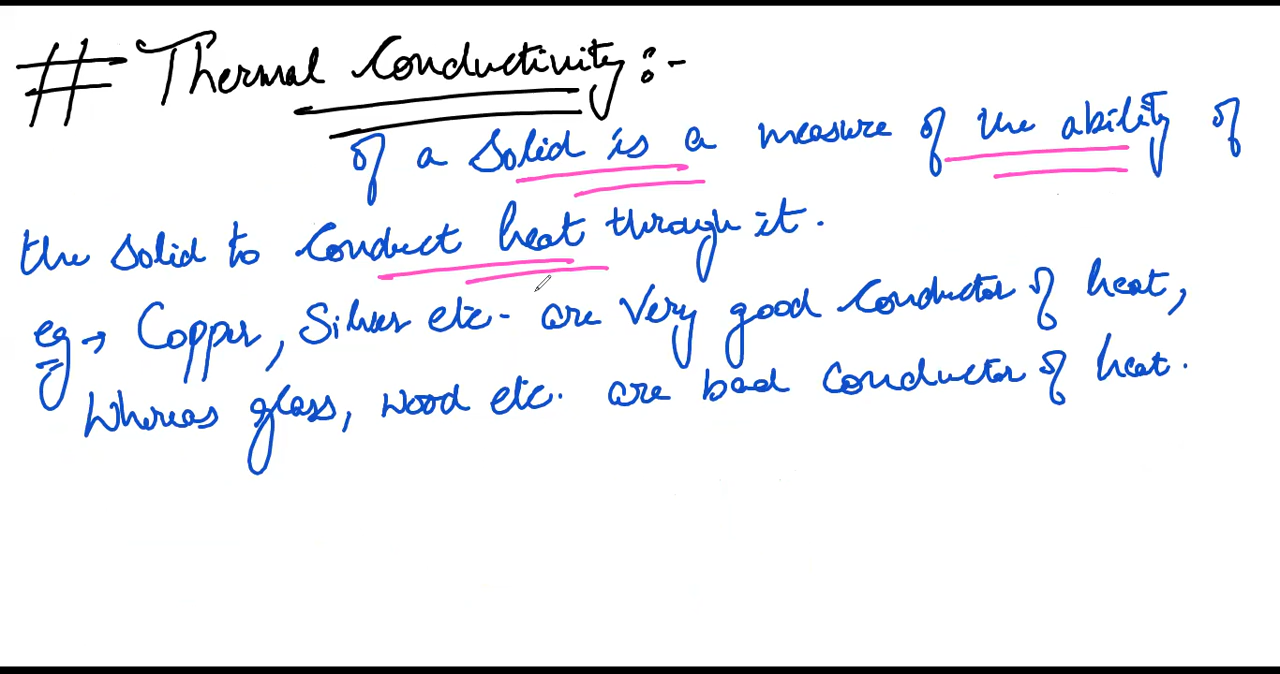 # Thermal Conductivity :-
of a solid is a measure of the ability of
the solid to conduct heat through it.
eg → Copper, Silver etc - are very good conductor of heat,
Whereas glass, wood etc. are bad conductor of heat.